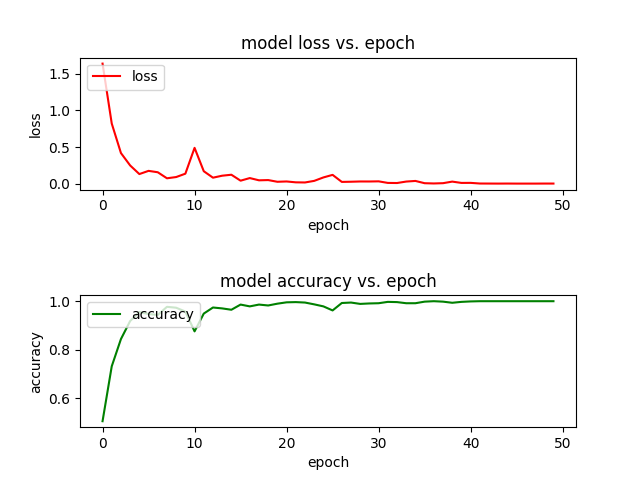 model loss vs. epoch
loss
1.5
1.0
0.5
0.0
loss
0 10 20 30 40 50
epoch
model accuracy vs. epoch
accuracy
1.0
0.8
0.6
accuracy
0 10 20 30 40 50
epoch